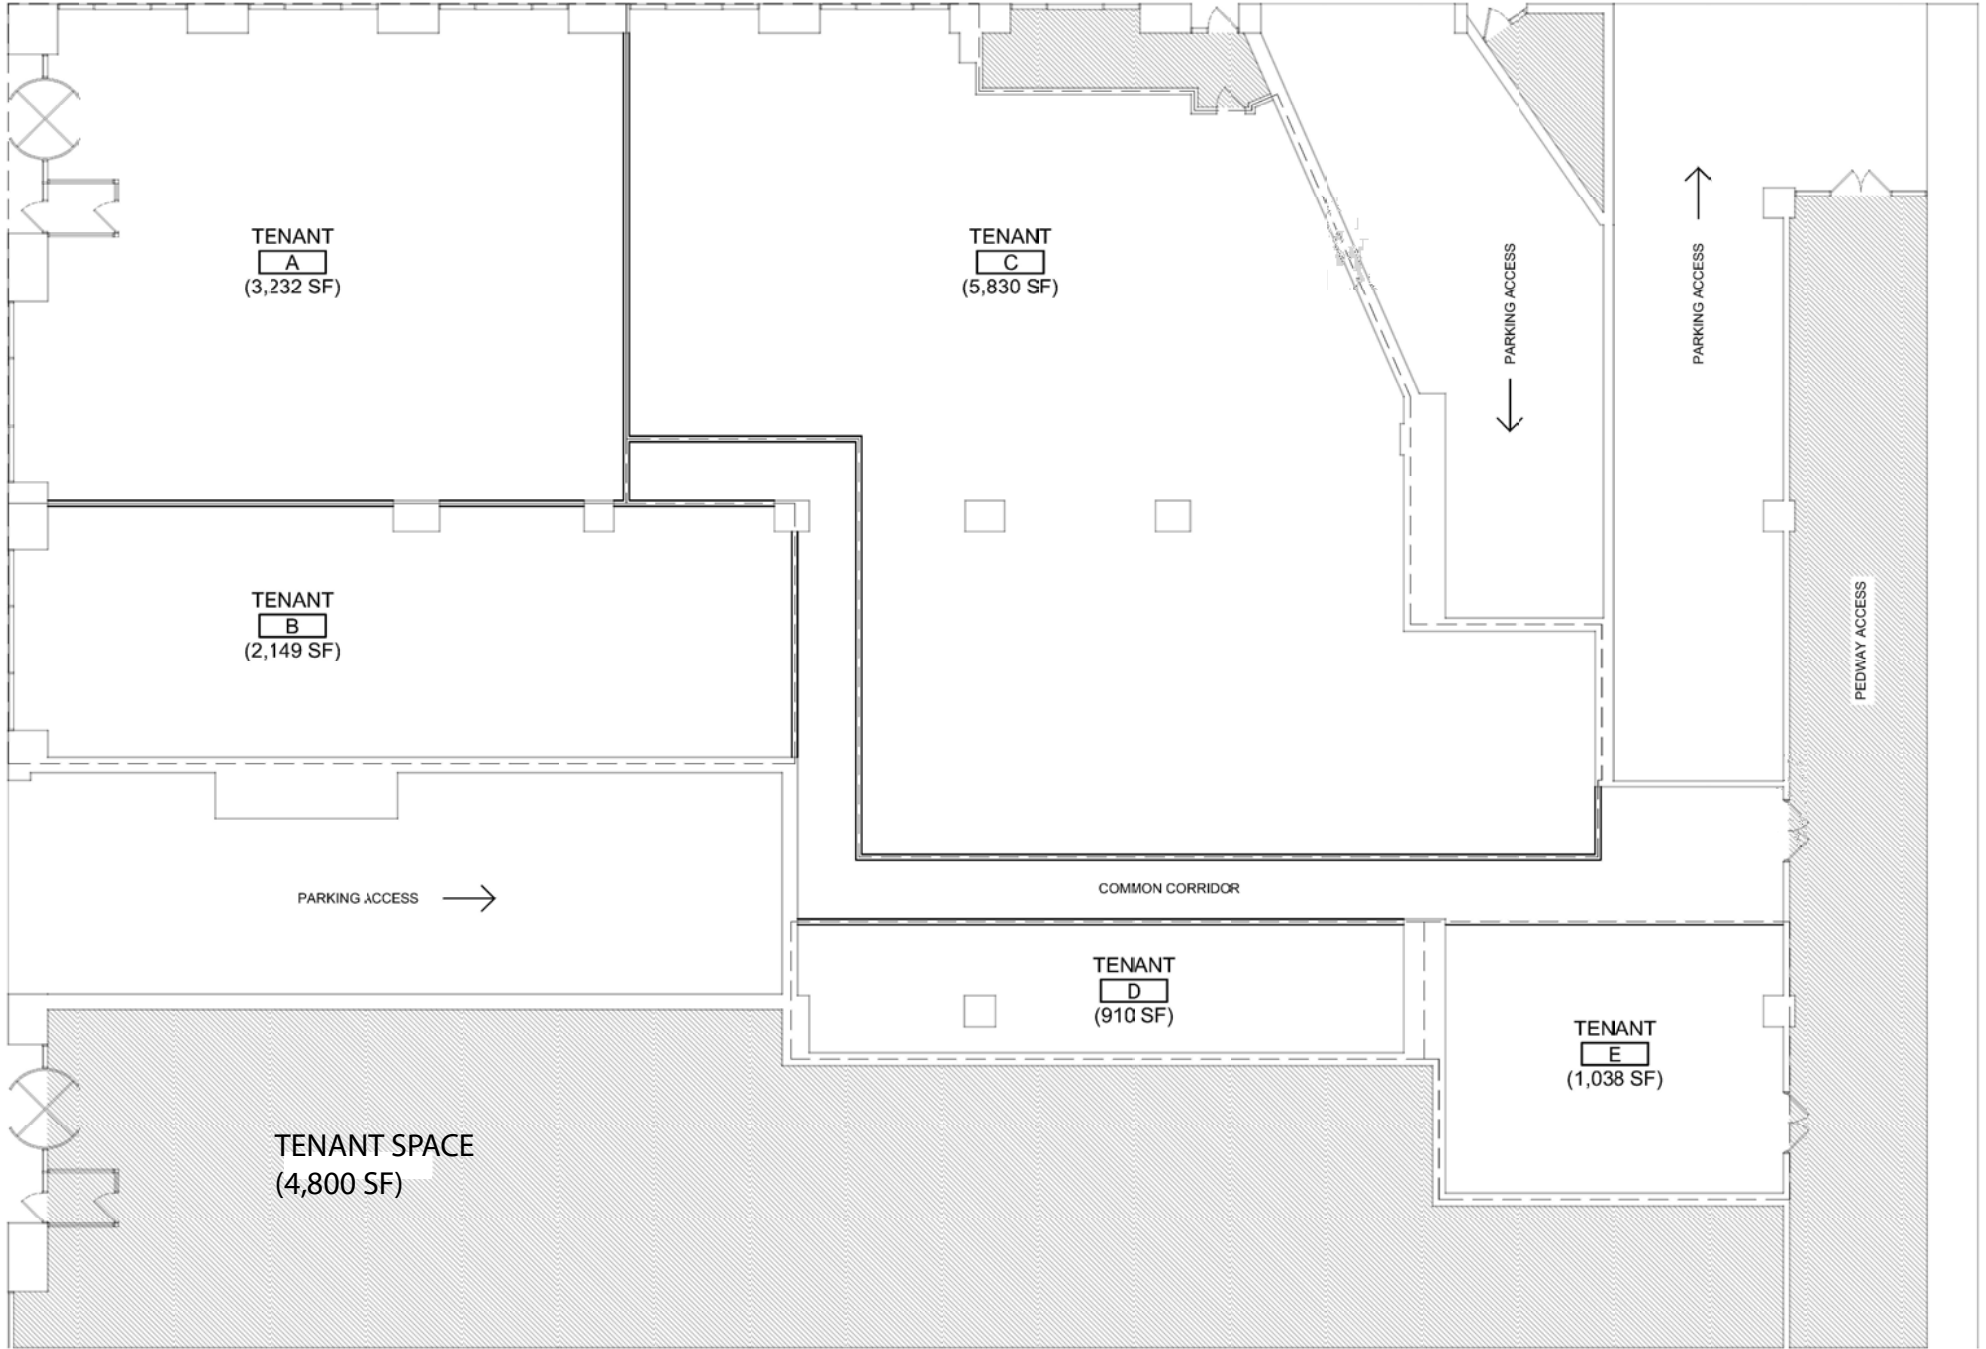 TENANT
A
(3,232 SF)
TENANT
C
(5,830 SF)
PARKING ACCESS
PARKING ACCESS
TENANT
B
(2,149 SF)
PEDWAY ACCESS
PARKING ACCESS
COMMON CORRIDOR
TENANT
D
(910 SF)
TENANT
E
(1,038 SF)
TENANT SPACE
(4,800 SF)